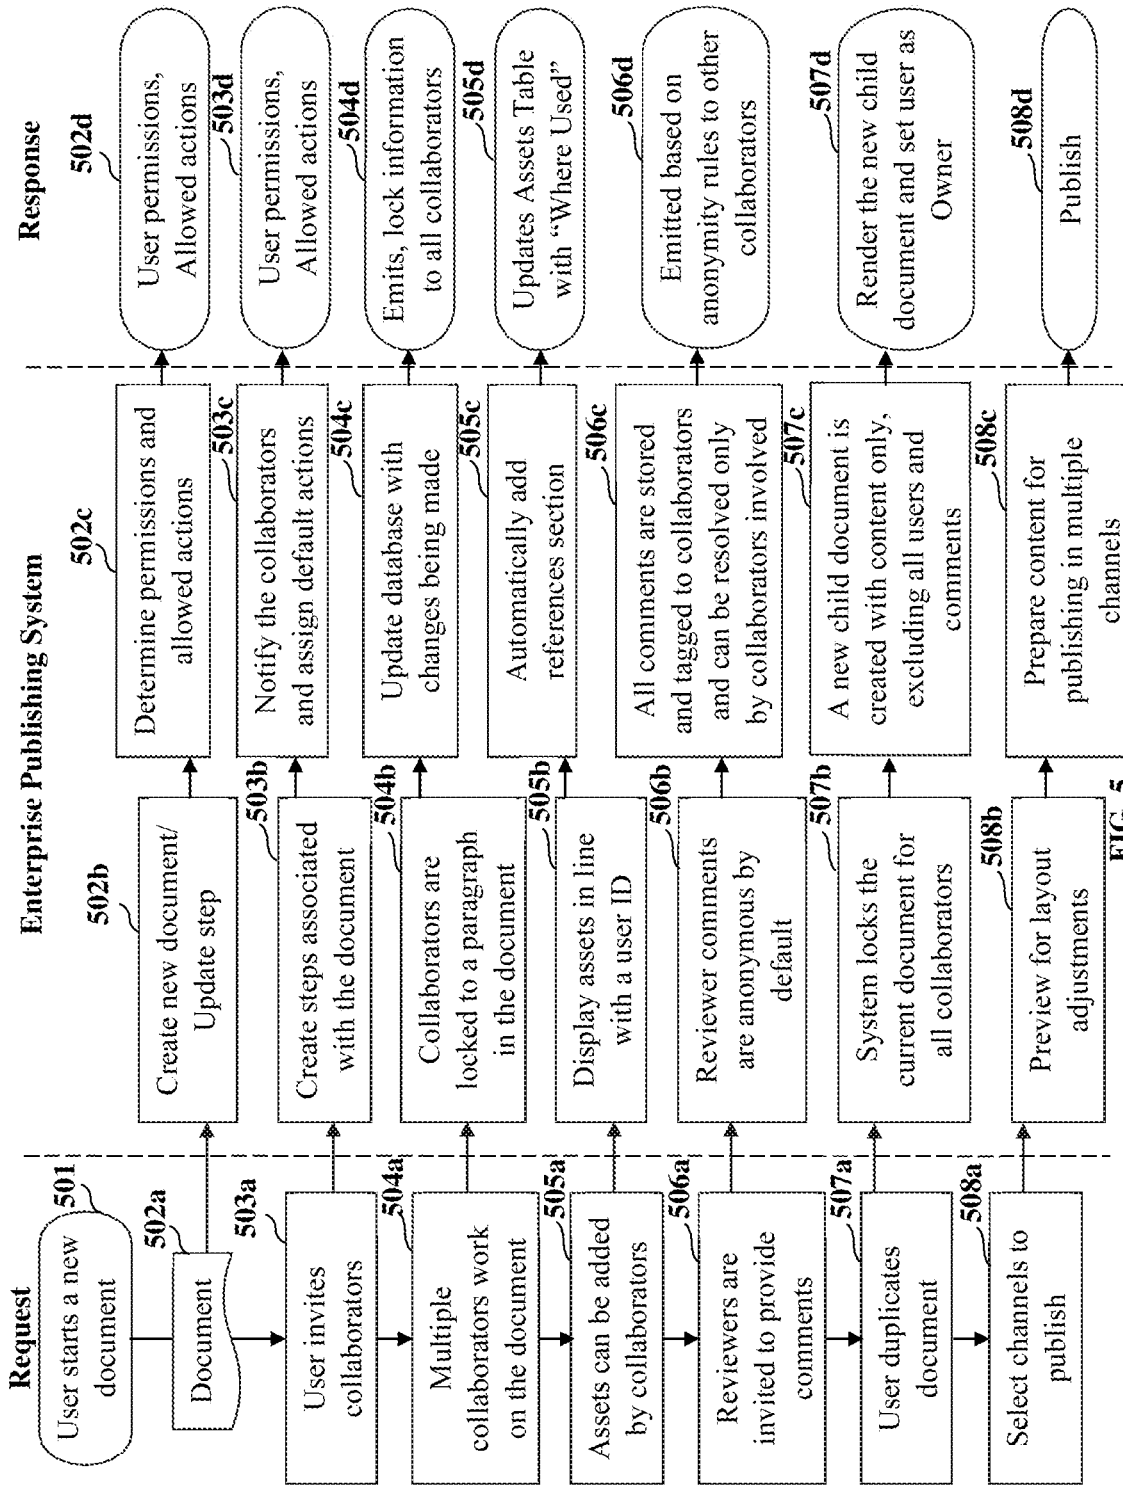 Request
Enterprise Publishing System
Response
501
User starts a new
document
502a
Document
502b
Create new document/
Update step
502c
Determine permissions and
allowed actions
502d
User permissions,
Allowed actions
503a
User invites
collaborators
503b
Create steps associated
with the document
503c
Notify the collaborators
and assign default actions
503d
User permissions,
Allowed actions
504a
Multiple
collaborators work
on the document
504b
Collaborators are
locked to a paragraph
in the document
504c
Update database with
changes being made
504d
Emits, lock information
to all collaborators
505a
Assets can be added
by collaborators
505b
Display assets in line
with a user ID
505c
Automatically add
references section
505d
Updates Assets Table
with “Where Used”
506a
Reviewers are
invited to provide
comments
506b
Reviewer comments
are anonymous by
default
506c
All comments are stored
and tagged to collaborators
and can be resolved only
by collaborators involved
506d
Emitted based on
anonymity rules to other
collaborators
507a
User duplicates
document
507b
System locks the
current document for
all collaborators
507c
A new child document is
created with content only,
excluding all users and
comments
507d
Render the new child
document and set user as
Owner
508a
Select channels to
publish
508b
Preview for layout
adjustments
508c
Prepare content for
publishing in multiple
channels
508d
Publish
FIG. 5